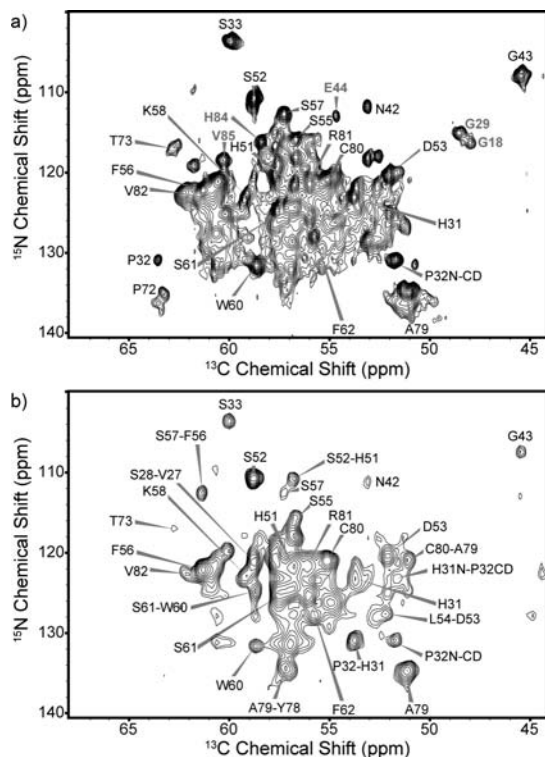 a)
S33
G43
S52
E44
K58
H84
S57
N42
V85
S55
G29
T73
H51
R81
D53
G18
C80
F56
V82
H31
P32
S61
P32N-CD
P72
W60
F62
A79
110
120
130
140
15N Chemical Shift (ppm)
65 60 55 50 45
13C Chemical Shift (ppm)
b)
S33
G43
S57-F56
S52
S52-H51
S28-V27
S57
N42
K58
S55
T73
H51
R81
D53
C80
C80-A79
F56
V82
H31N-P32CD
S61-W60
H31
L54-D53
S61
P32N-CD
W60
P32-H31
A79-Y78
F62
A79
100
110
120
130
140
15N Chemical Shift (ppm)
65 60 55 50 45
13C Chemical Shift (ppm)